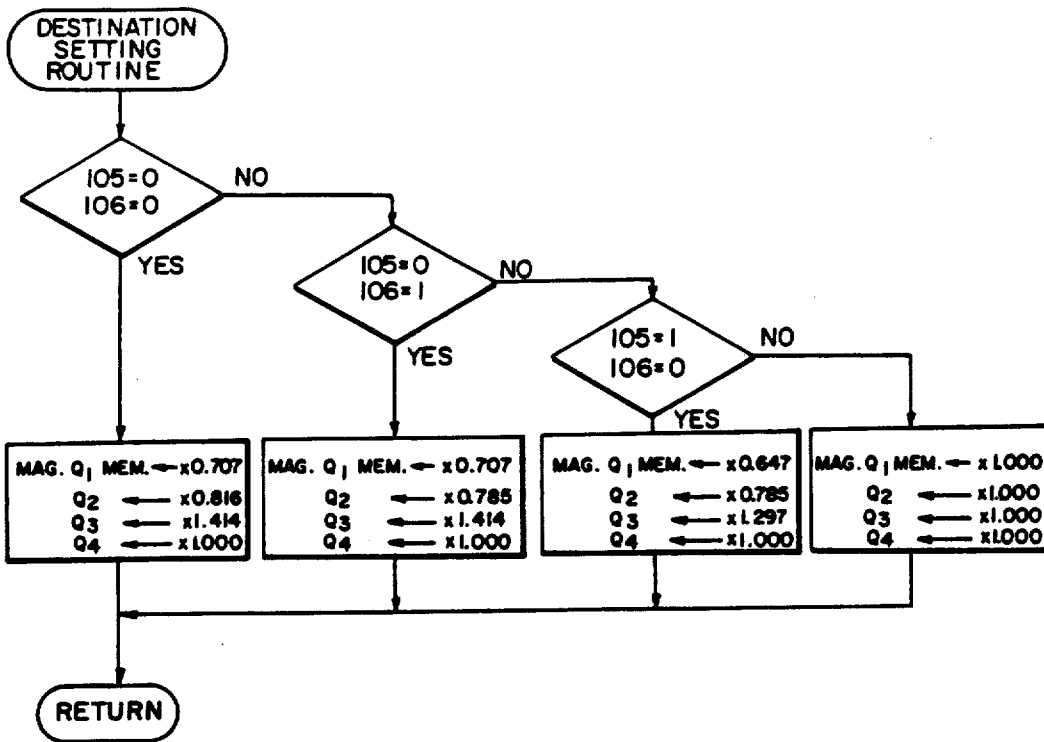 DESTINATION
SETTING
ROUTINE
105=0
106=0
NO
YES
105=0
106=1
NO
YES
105=1
106=0
NO
YES
MAG. Q1 MEM. ← x0.707
Q2 ← x0.816
Q3 ← x1.414
Q4 ← x1.000
MAG. Q1 MEM. ← x0.707
Q2 ← x0.785
Q3 ← x1.414
Q4 ← x1.000
MAG. Q1 MEM. ← x0.647
Q2 ← x0.785
Q3 ← x1.297
Q4 ← x1.000
MAG. Q1 MEM. ← x1.000
Q2 ← x1.000
Q3 ← x1.000
Q4 ← x1.000
RETURN